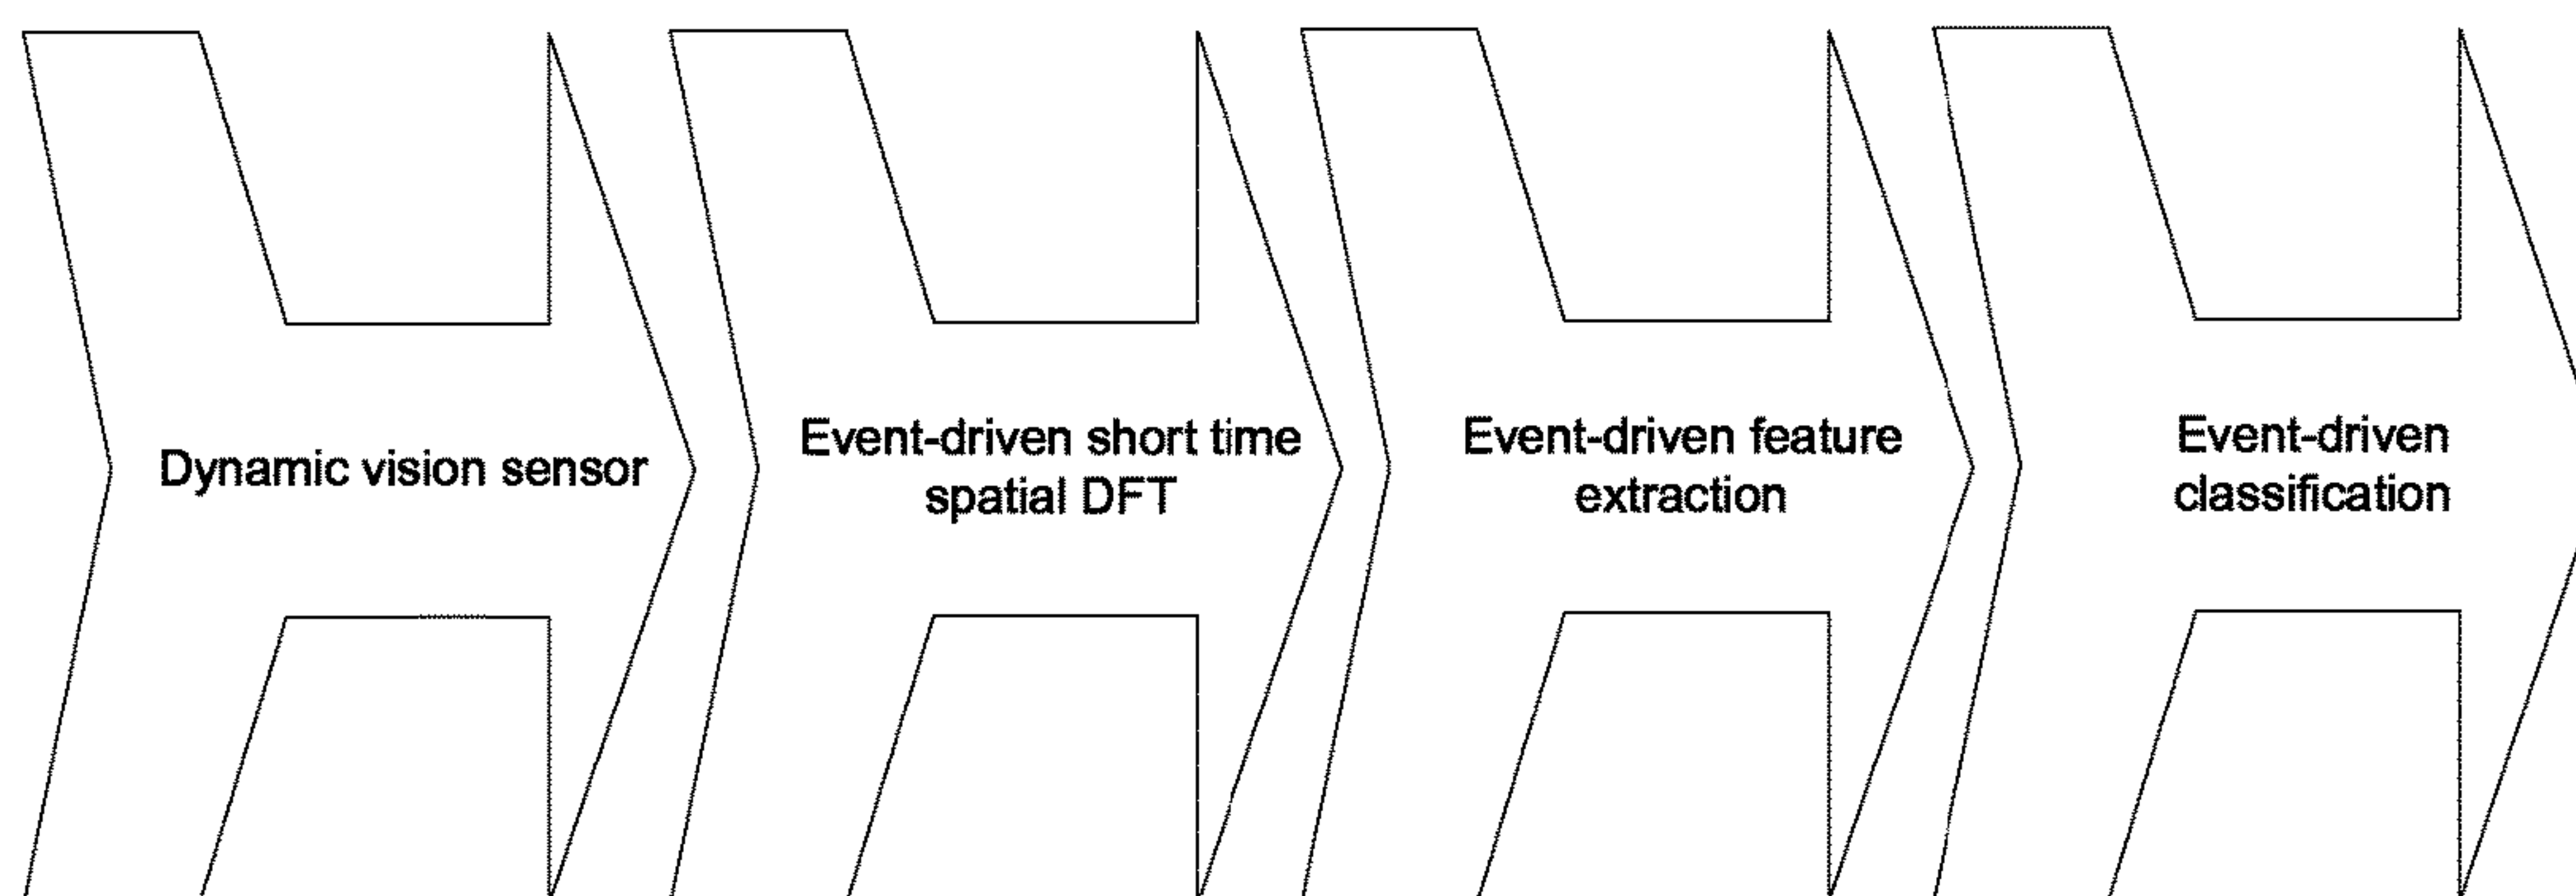 Dynamic vision sensor
Event-driven short time
spatial DFT
Event-driven feature
extraction
Event-driven
classification